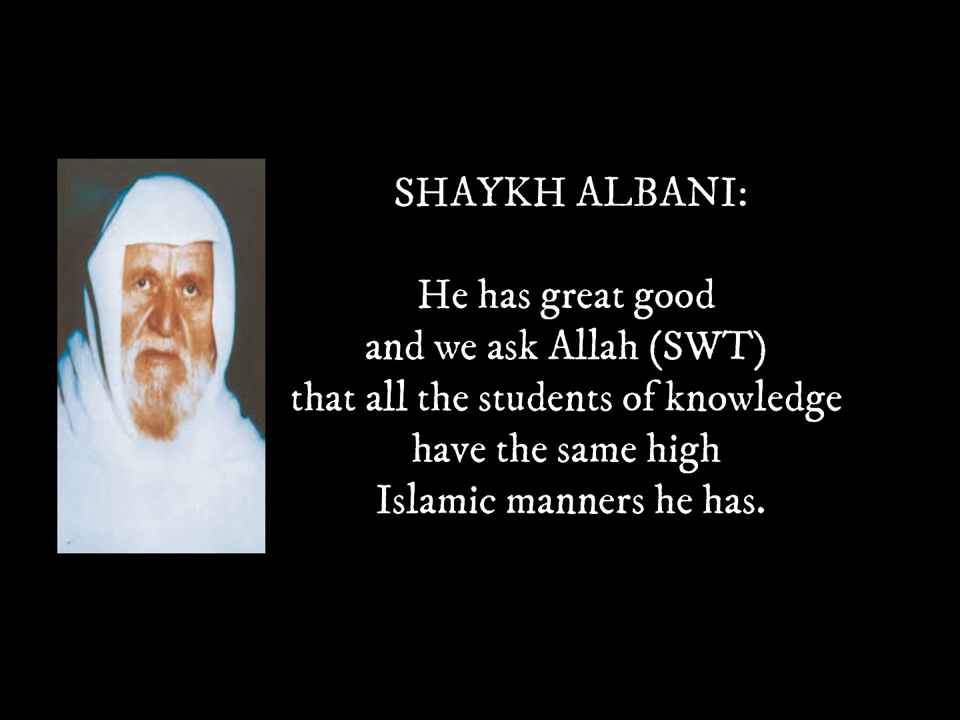 SHAYKH ALBANI:
He has great good
and we ask Allah (SWT)
that all the students of knowledge
have the same high
Islamic manners he has.